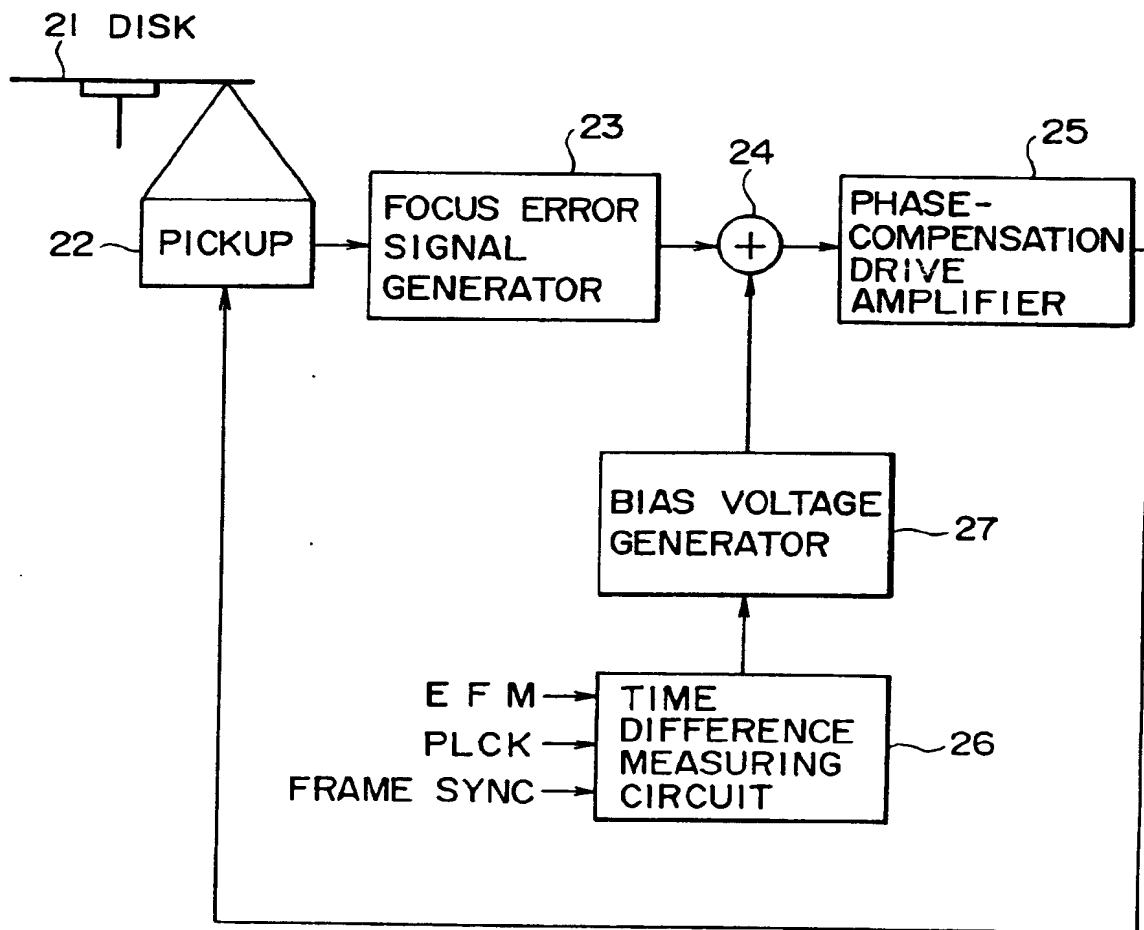 21 DISK
23
24
25
22
PICKUP
FOCUS ERROR
SIGNAL
GENERATOR
+
PHASE-
COMPENSATION
DRIVE
AMPLIFIER
BIAS VOLTAGE
GENERATOR
27
E F M
PLCK
FRAME SYNC
TIME
DIFFERENCE
MEASURING
CIRCUIT
26